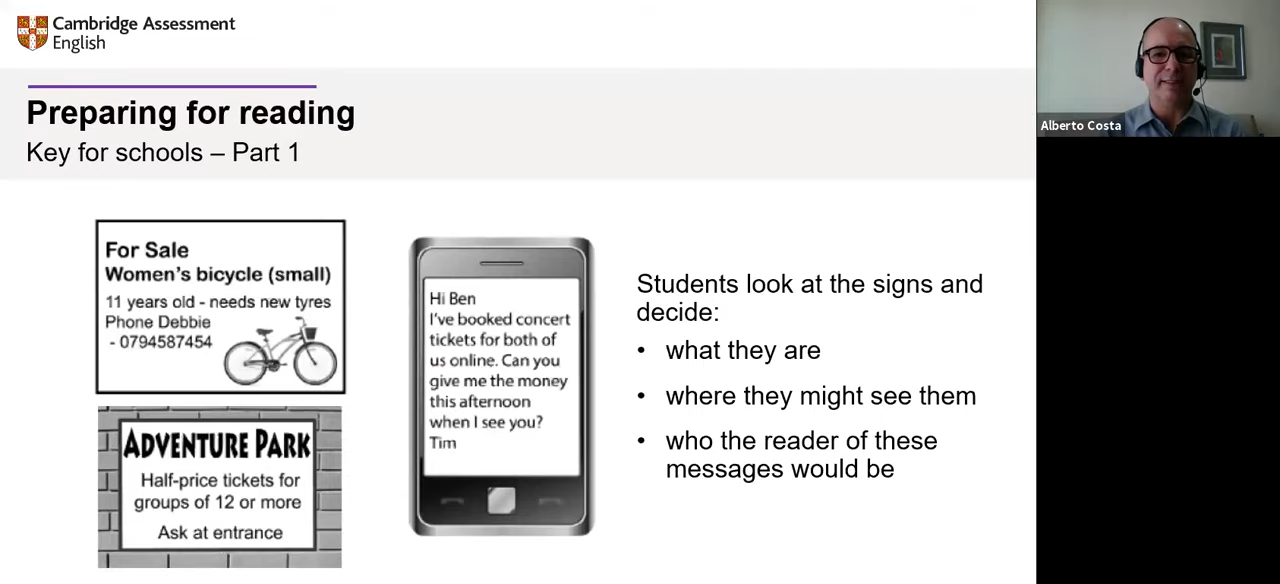 Cambridge Assessment
English
Preparing for reading
Key for schools – Part 1
For Sale
Women's bicycle (small)
11 years old - needs new tyres
Phone Debbie
- 0794587454
ADVENTURE PARK
Half-price tickets for
groups of 12 or more
Ask at entrance
Hi Ben
I've booked concert
tickets for both of
us online. Can you
give me the money
this afternoon
when I see you?
Tim
Students look at the signs and
decide:
• what they are
• where they might see them
• who the reader of these
messages would be
Alberto Costa